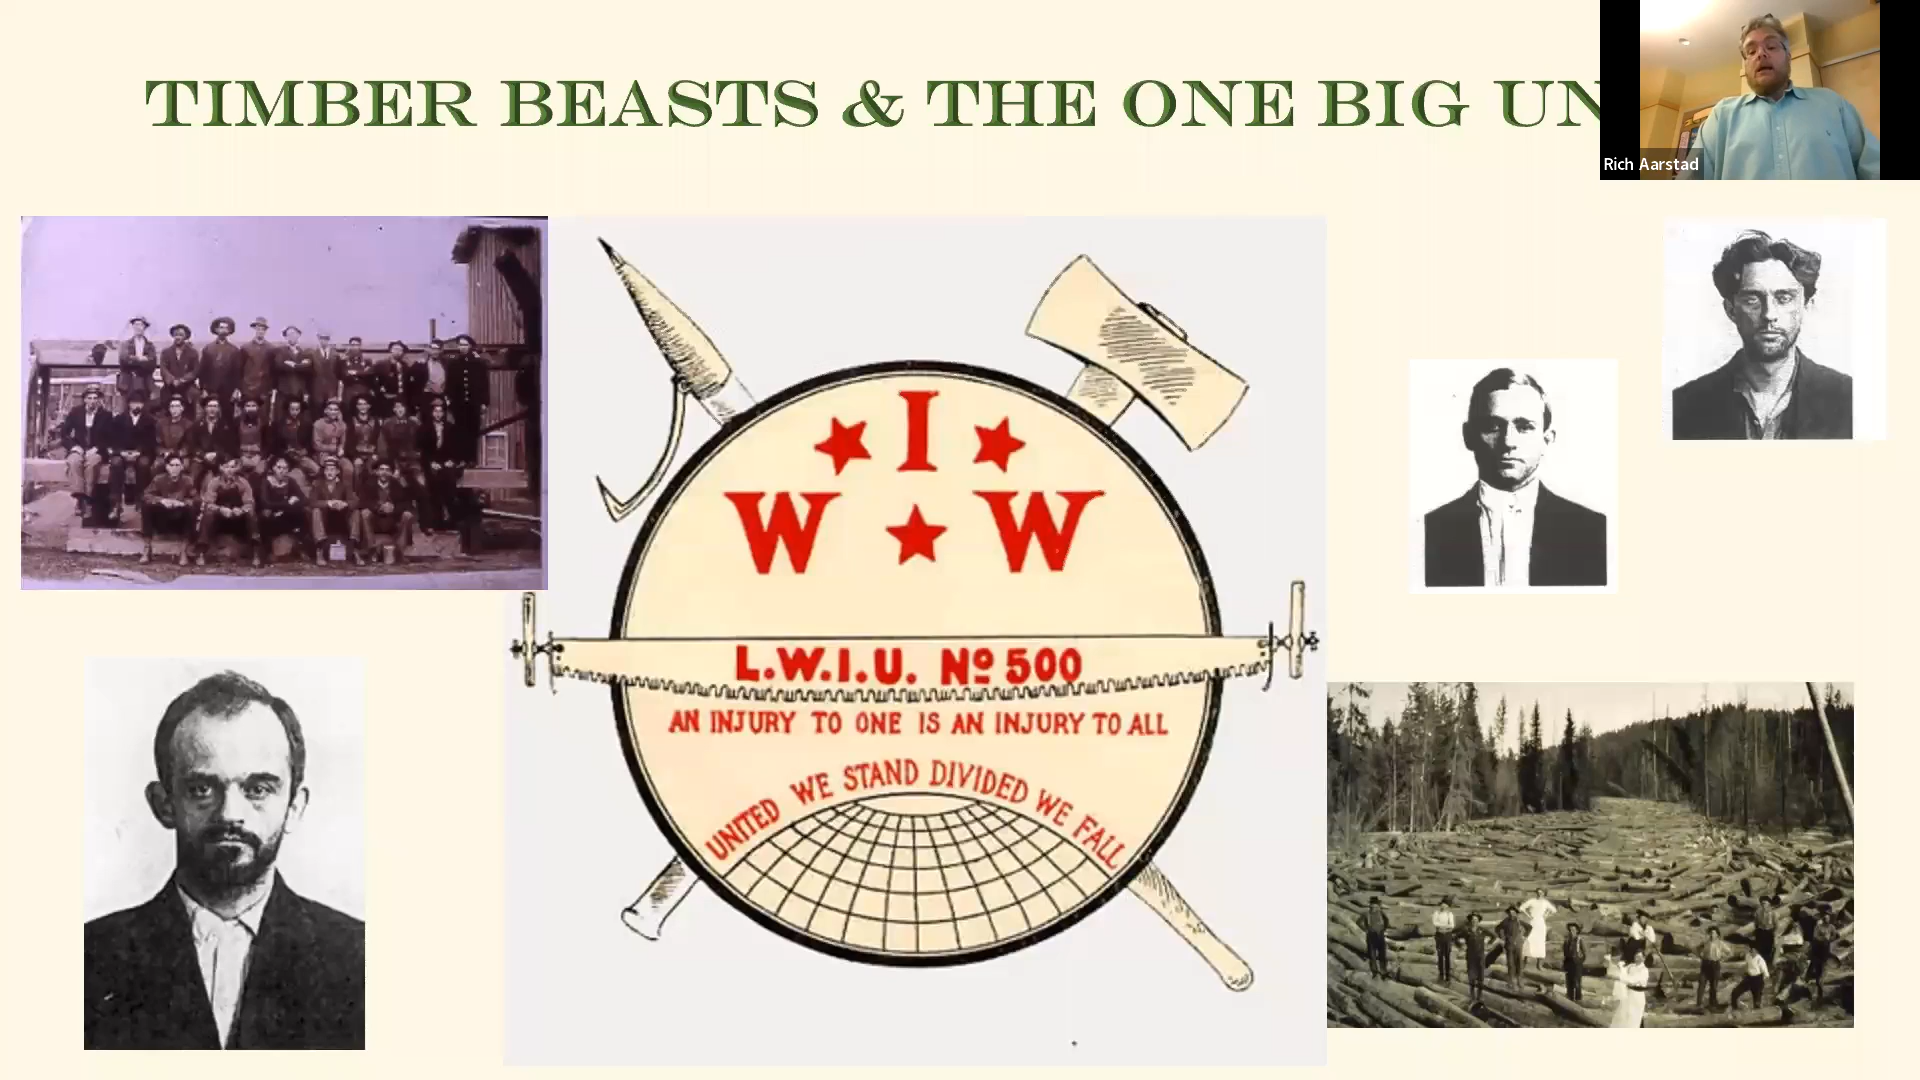 TIMBER BEASTS & THE ONE BIG UN
Rich Aarstad
I
W W
L.W.I.U. No 500
AN INJURY TO ONE IS AN INJURY TO ALL
UNITED WE STAND DIVIDED WE FALL